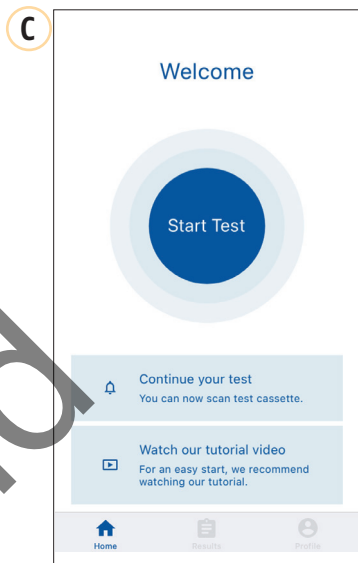 C
Welcome
Start Test
Continue your test
You can now scan test cassette.
Watch our tutorial video
For an easy start, we recommend
watching our tutorial.
Home Results Profile